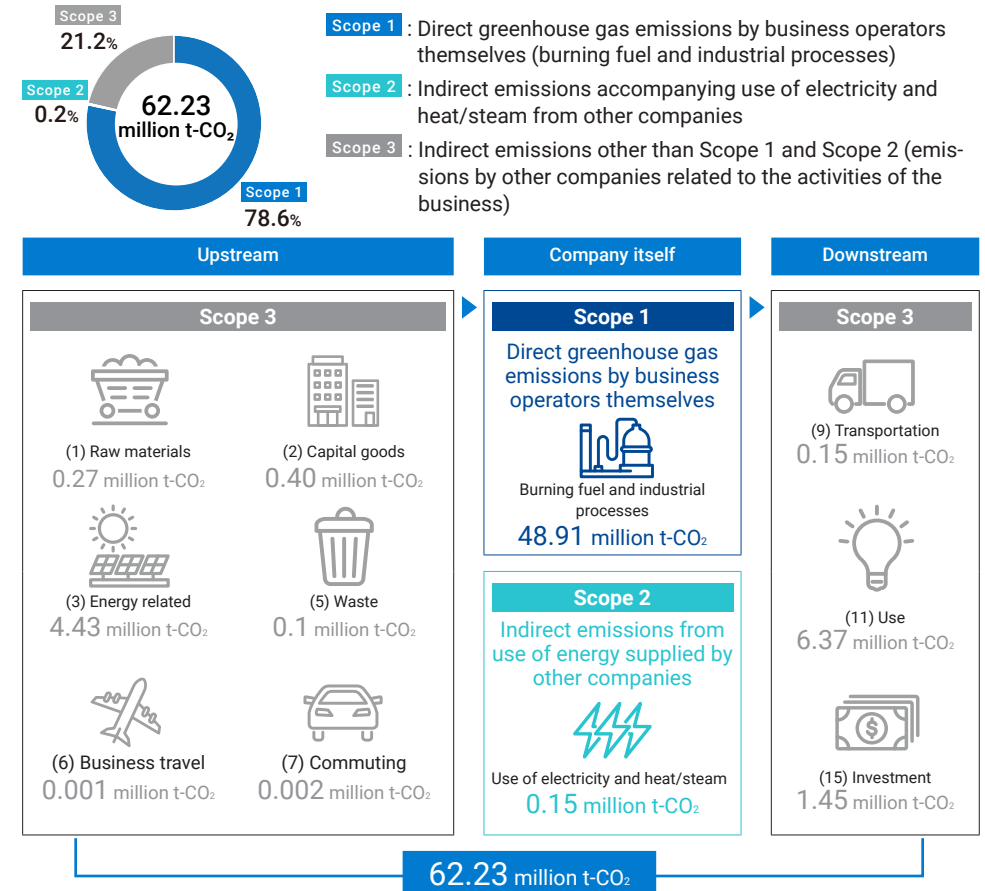 Scope 3
21.2%
Scope 2
0.2%
62.23
million t-CO₂
Scope 1
78.6%
Scope 1 : Direct greenhouse gas emissions by business operators
themselves (burning fuel and industrial processes)
Scope 2 : Indirect emissions accompanying use of electricity and
heat/steam from other companies
Scope 3 : Indirect emissions other than Scope 1 and Scope 2 (emis-
sions by other companies related to the activities of the
business)
Upstream
Scope 3
(1) Raw materials
0.27 million t-CO₂
(2) Capital goods
0.40 million t-CO₂
(3) Energy related
4.43 million t-CO₂
(5) Waste
0.1 million t-CO₂
(6) Business travel
0.001 million t-CO₂
(7) Commuting
0.002 million t-CO₂
Company itself
Scope 1
Direct greenhouse gas
emissions by business
operators themselves
Burning fuel and industrial
processes
48.91 million t-CO₂
Scope 2
Indirect emissions from
use of energy supplied by
other companies
Use of electricity and heat/steam
0.15 million t-CO₂
Downstream
Scope 3
(9) Transportation
0.15 million t-CO₂
(11) Use
6.37 million t-CO₂
$
(15) Investment
1.45 million t-CO₂
62.23 million t-CO₂